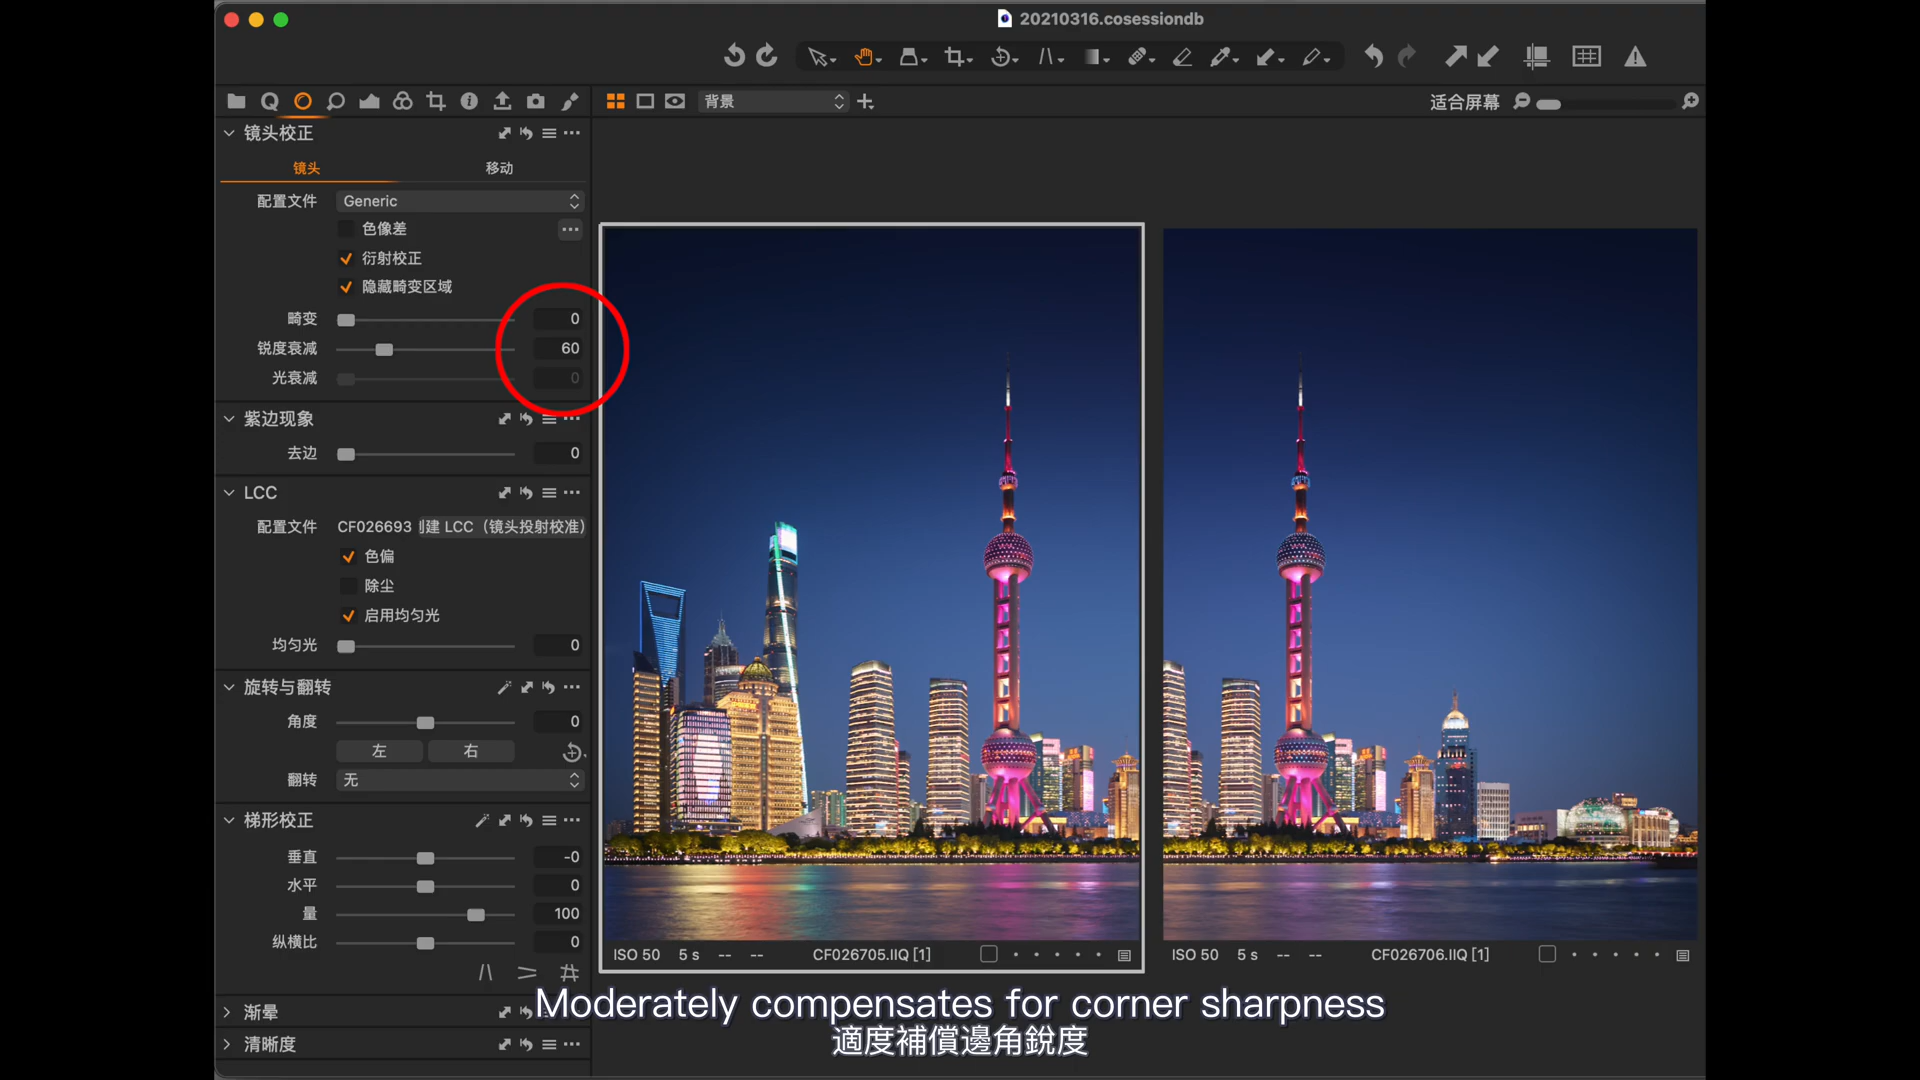 20210316.cosessiondb
背景
适合屏幕
镜头校正
镜头 移动
配置文件 Generic
色像差
衍射校正
隐藏畸变区域
畸变 0
锐度衰减 60
光衰减 0
紫边现象
去边 0
LCC
配置文件 CF026693 建 LCC（镜头投射校准）
色偏
除尘
启用均匀光
均匀光 0
旋转与翻转
角度 0
左 右
翻转 无
梯形校正
垂直 -0
水平 0
量 100
纵横比 0
渐晕
清晰度
ISO 50 5 s -- -- CF026705.IIQ [1]
ISO 50 5 s -- -- CF026706.IIQ [1]
Moderately compensates for corner sharpness
適度補償邊角銳度